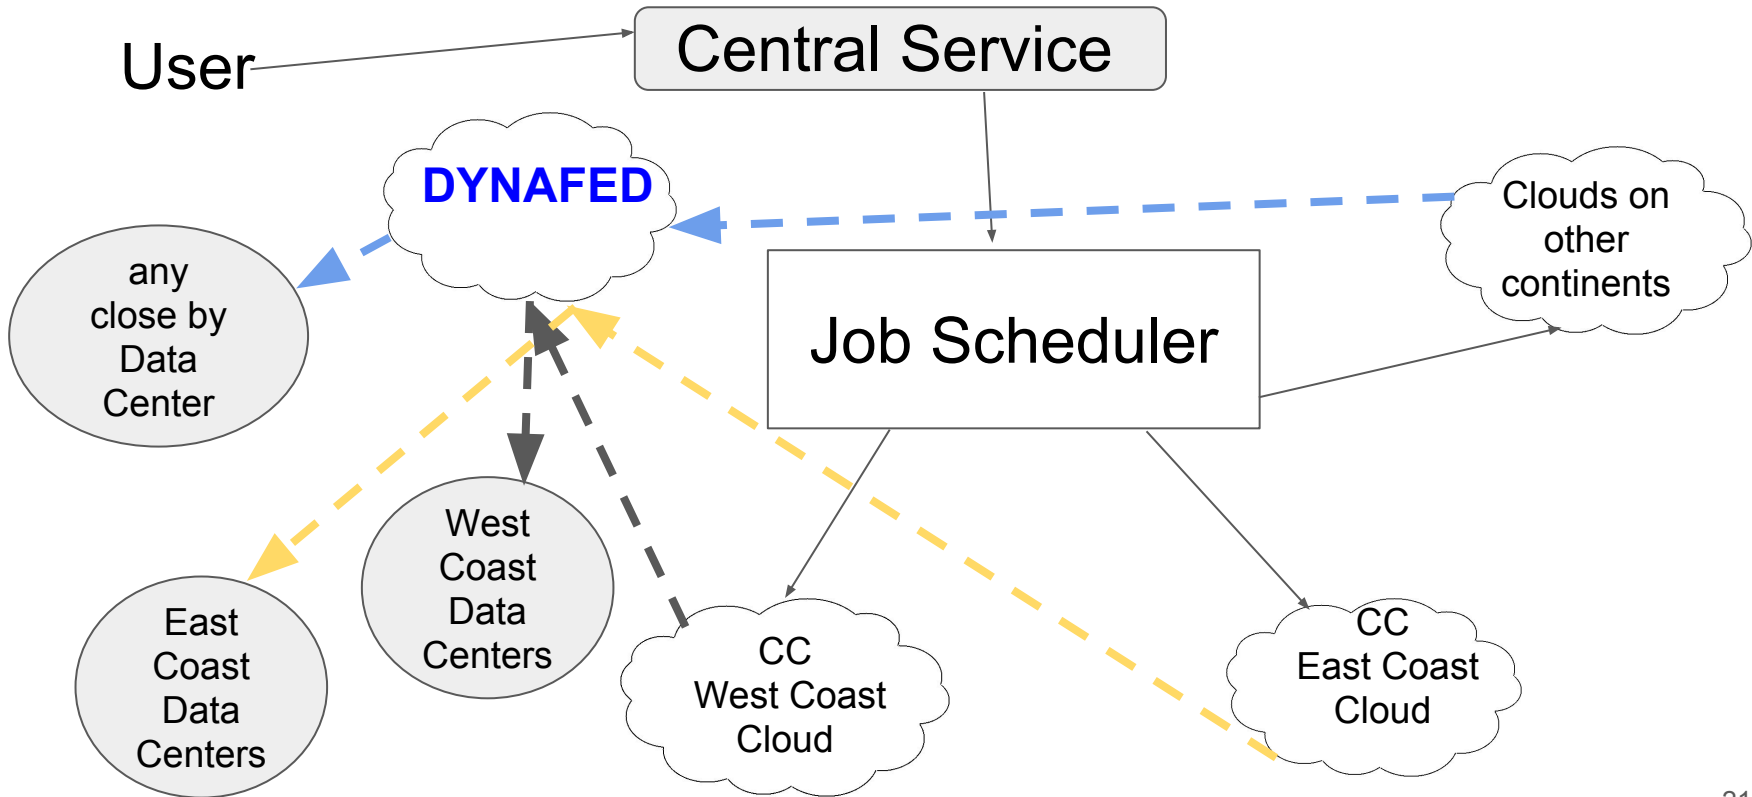 User
Central Service
DYNAFED
Clouds on
other
continents
any
close by
Data
Center
Job Scheduler
West
Coast
Data
Centers
East
Coast
Data
Centers
CC
West Coast
Cloud
CC
East Coast
Cloud